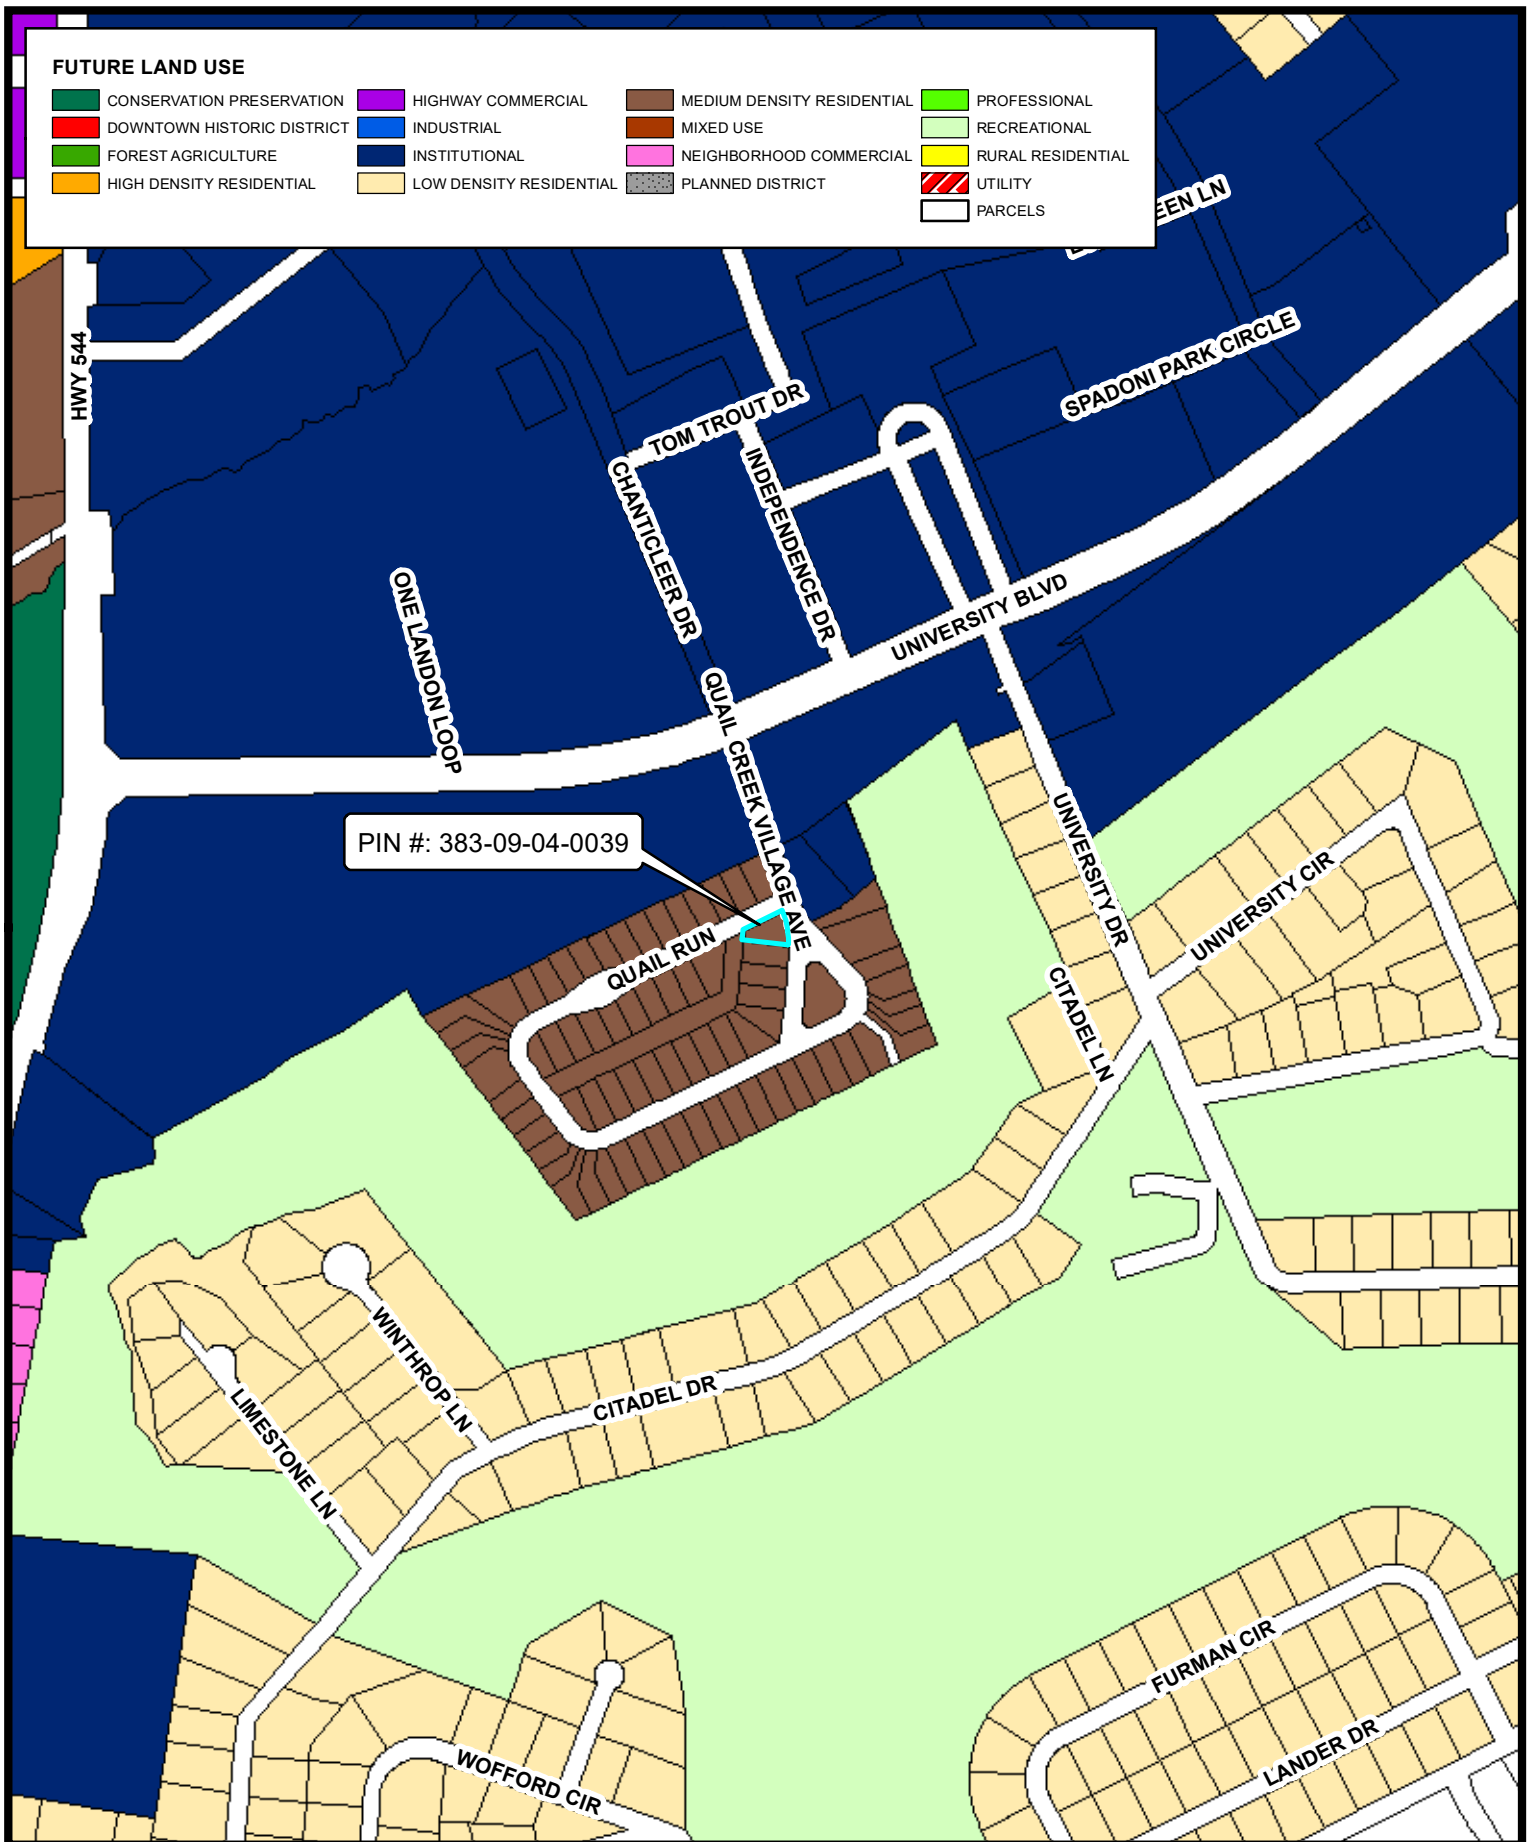 FUTURE LAND USE
CONSERVATION PRESERVATION
DOWNTOWN HISTORIC DISTRICT
FOREST AGRICULTURE
HIGH DENSITY RESIDENTIAL
HIGHWAY COMMERCIAL
INDUSTRIAL
INSTITUTIONAL
LOW DENSITY RESIDENTIAL
MEDIUM DENSITY RESIDENTIAL
MIXED USE
NEIGHBORHOOD COMMERCIAL
PLANNED DISTRICT
PROFESSIONAL
RECREATIONAL
RURAL RESIDENTIAL
UTILITY
PARCELS
EEN LN
HWY 544
SPADONI PARK CIRCLE
TOM TROUT DR
CHANTICLEER DR
INDEPENDENCE DR
ONE LANDON LOOP
UNIVERSITY BLVD
QUAIL CREEK VILLAGE AVE
PIN #: 383-09-04-0039
UNIVERSITY DR
UNIVERSITY CIR
QUAIL RUN
CITADEL LN
WINTHROP LN
LIMESTONE LN
CITADEL DR
FURMAN CIR
LANDER DR
WOFFORD CIR